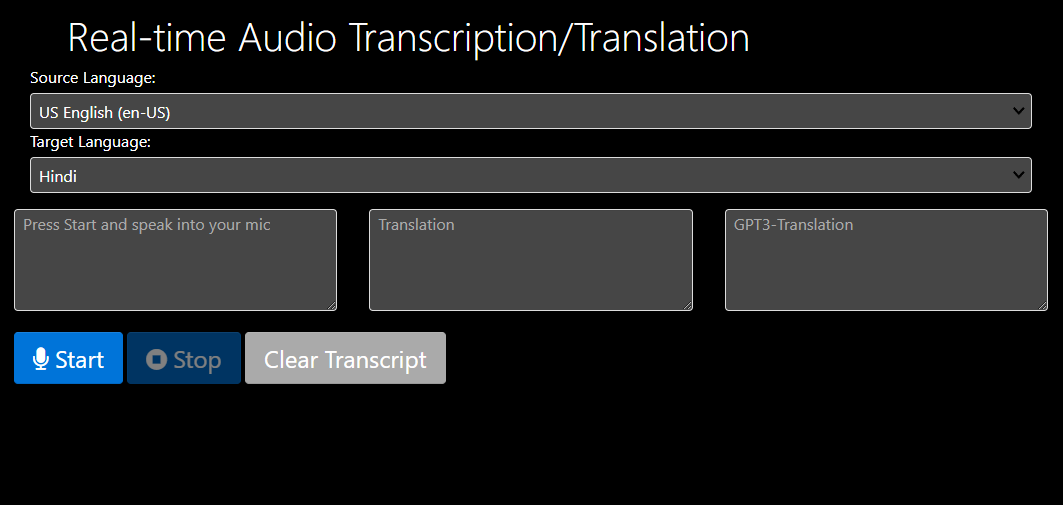 Real-time Audio Transcription/Translation
Source Language:
US English (en-US)
Target Language:
Hindi
Press Start and speak into your mic
Translation
GPT3-Translation
Start
Stop
Clear Transcript